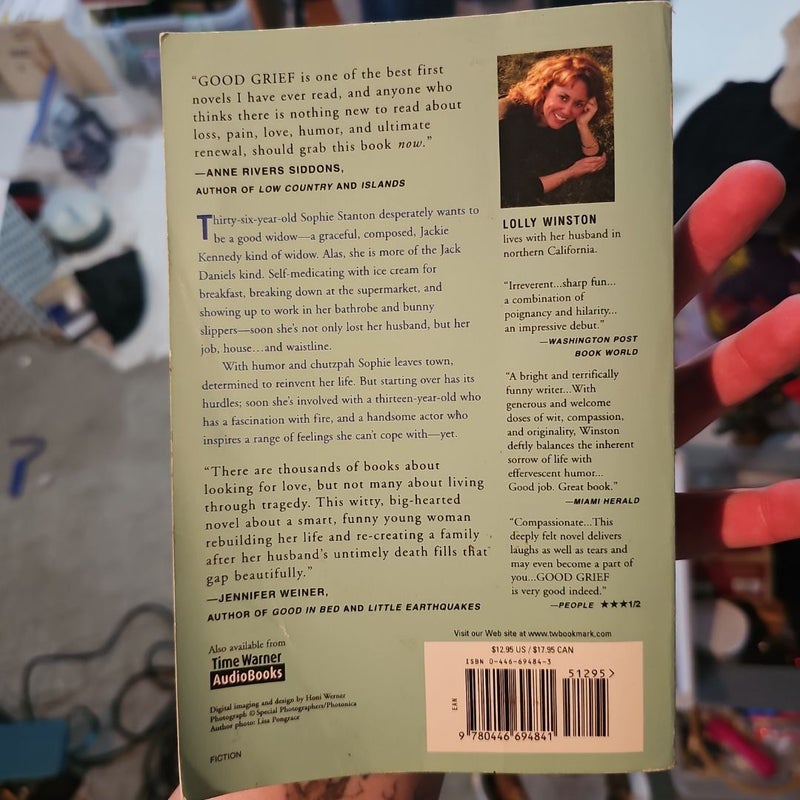 “GOOD GRIEF is one of the best first
novels I have ever read, and anyone who
thinks there is nothing new to read about
loss, pain, love, humor, and ultimate
renewal, should grab this book now.”
—ANNE RIVERS SIDDONS,
AUTHOR OF LOW COUNTRY AND ISLANDS
Thirty-six-year-old Sophie Stanton desperately wants to
be a good widow—a graceful, composed, Jackie
Kennedy kind of widow. Alas, she is more of the Jack
Daniels kind. Self-medicating with ice cream for
breakfast, breaking down at the supermarket, and
showing up to work in her bathrobe and bunny
slippers—soon she's not only lost her husband, but her
job, house...and waistline.
With humor and chutzpah Sophie leaves town,
determined to reinvent her life. But starting over has its
hurdles; soon she's involved with a thirteen-year-old who
has a fascination with fire, and a handsome actor who
inspires a range of feelings she can't cope with—yet.
“There are thousands of books about
looking for love, but not many about living
through tragedy. This witty, big-hearted
novel about a smart, funny young woman
rebuilding her life and re-creating a family
after her husband's untimely death fills that
gap beautifully.”
—JENNIFER WEINER,
AUTHOR OF GOOD IN BED AND LITTLE EARTHQUAKES
Also available from
Time Warner
AudioBooks
Digital imaging and design by Honi Werner
Photograph © Special Photographers/Photonica
Author photo: Lisa Pongrace
FICTION
LOLLY WINSTON
lives with her husband in
northern California.
“Irreverent...sharp fun...
a combination of
poignancy and hilarity...
an impressive debut.”
—WASHINGTON POST
BOOK WORLD
“A bright and terrifically
funny writer...With
generous and welcome
doses of wit, compassion,
and originality, Winston
deftly balances the inherent
sorrow of life with
effervescent humor...
Good job. Great book.”
—MIAMI HERALD
“Compassionate...This
deeply felt novel delivers
laughs as well as tears and
may even become a part of
you...GOOD GRIEF
is very good indeed.”
—PEOPLE ★★★1/2
Visit our Web site at www.twbookmark.com
$12.95 US / $17.95 CAN
ISBN 0-446-69484-3
51295>
EAN
9 780446 694841